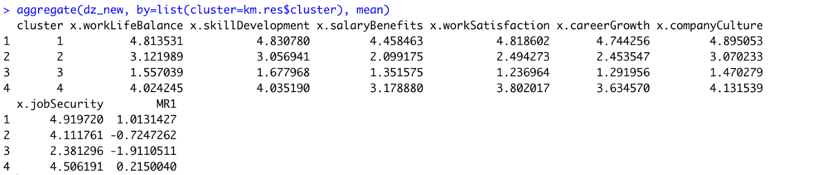 > aggregate(dz_new, by=list(cluster=km.res$cluster), mean)
cluster x.workLifeBalance x.skillDevelopment x.salaryBenefits x.workSatisfaction x.careerGrowth x.companyCulture
1 1 4.813531 4.830780 4.458463 4.818602 4.744256 4.895053
2 2 3.121989 3.056941 2.099175 2.494273 2.453547 3.070233
3 3 1.557039 1.677968 1.351575 1.236964 1.291956 1.470279
4 4 4.024245 4.035190 3.178880 3.802017 3.634570 4.131539
x.jobSecurity MR1
1 4.919720 1.0131427
2 4.111761 -0.7247262
3 2.381296 -1.9110511
4 4.506191 0.2150040